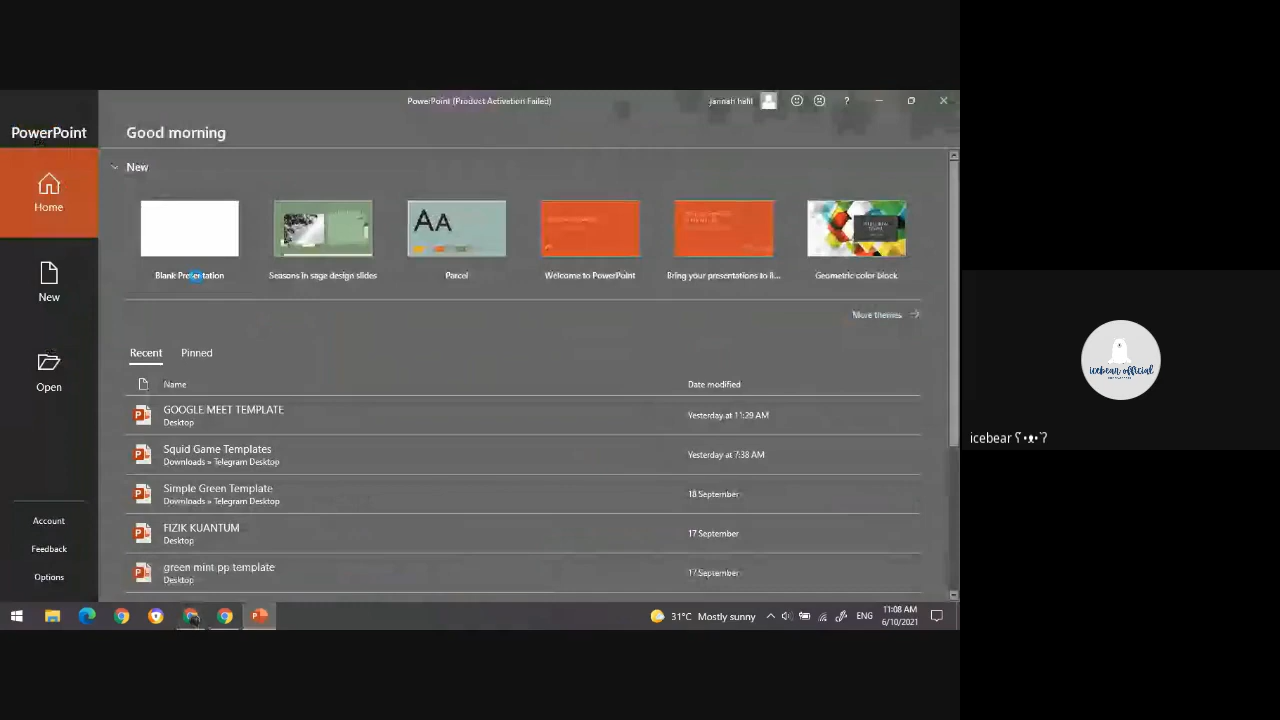 PowerPoint (Product Activation Failed)
?
PowerPoint
Good morning
New
Home
New
Open
Blank Presentation
Seasons in sage design slides
Parcel
Welcome to PowerPoint
Bring your presentations to li...
Geometric color block
AA
More themes
Recent
Pinned
Name
Date modified
GOOGLE MEET TEMPLATE
Desktop
Yesterday at 11:29 AM
Squid Game Templates
Downloads » Telegram Desktop
Yesterday at 7:38 AM
Simple Green Template
Downloads » Telegram Desktop
18 September
FIZIK KUANTUM
Desktop
17 September
green mint pp template
Desktop
17 September
Account
Feedback
Options
31°C Mostly sunny
ENG
11:08 AM
6/10/2021
icebear official
icebear ʕ•ᴥ•ʔ